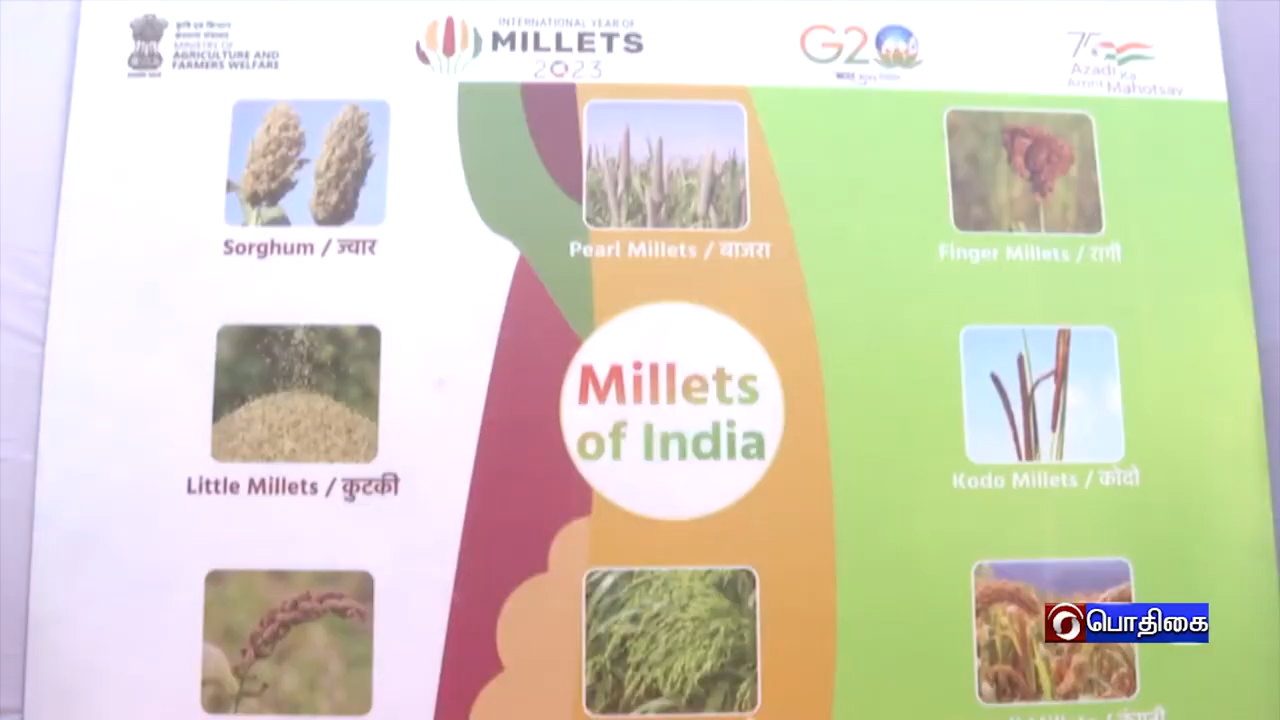 MINISTRY OF
AGRICULTURE AND
FARMERS WELFARE
INTERNATIONAL YEAR OF
MILLETS
2023
G20
75
Azadi Ka
Amrit Mahotsav
Sorghum / ज्वार
Pearl Millets / बाजरा
Finger Millets / रागी
Millets
of India
Little Millets / कुटकी
Kodo Millets / कोदो
பொதிகை